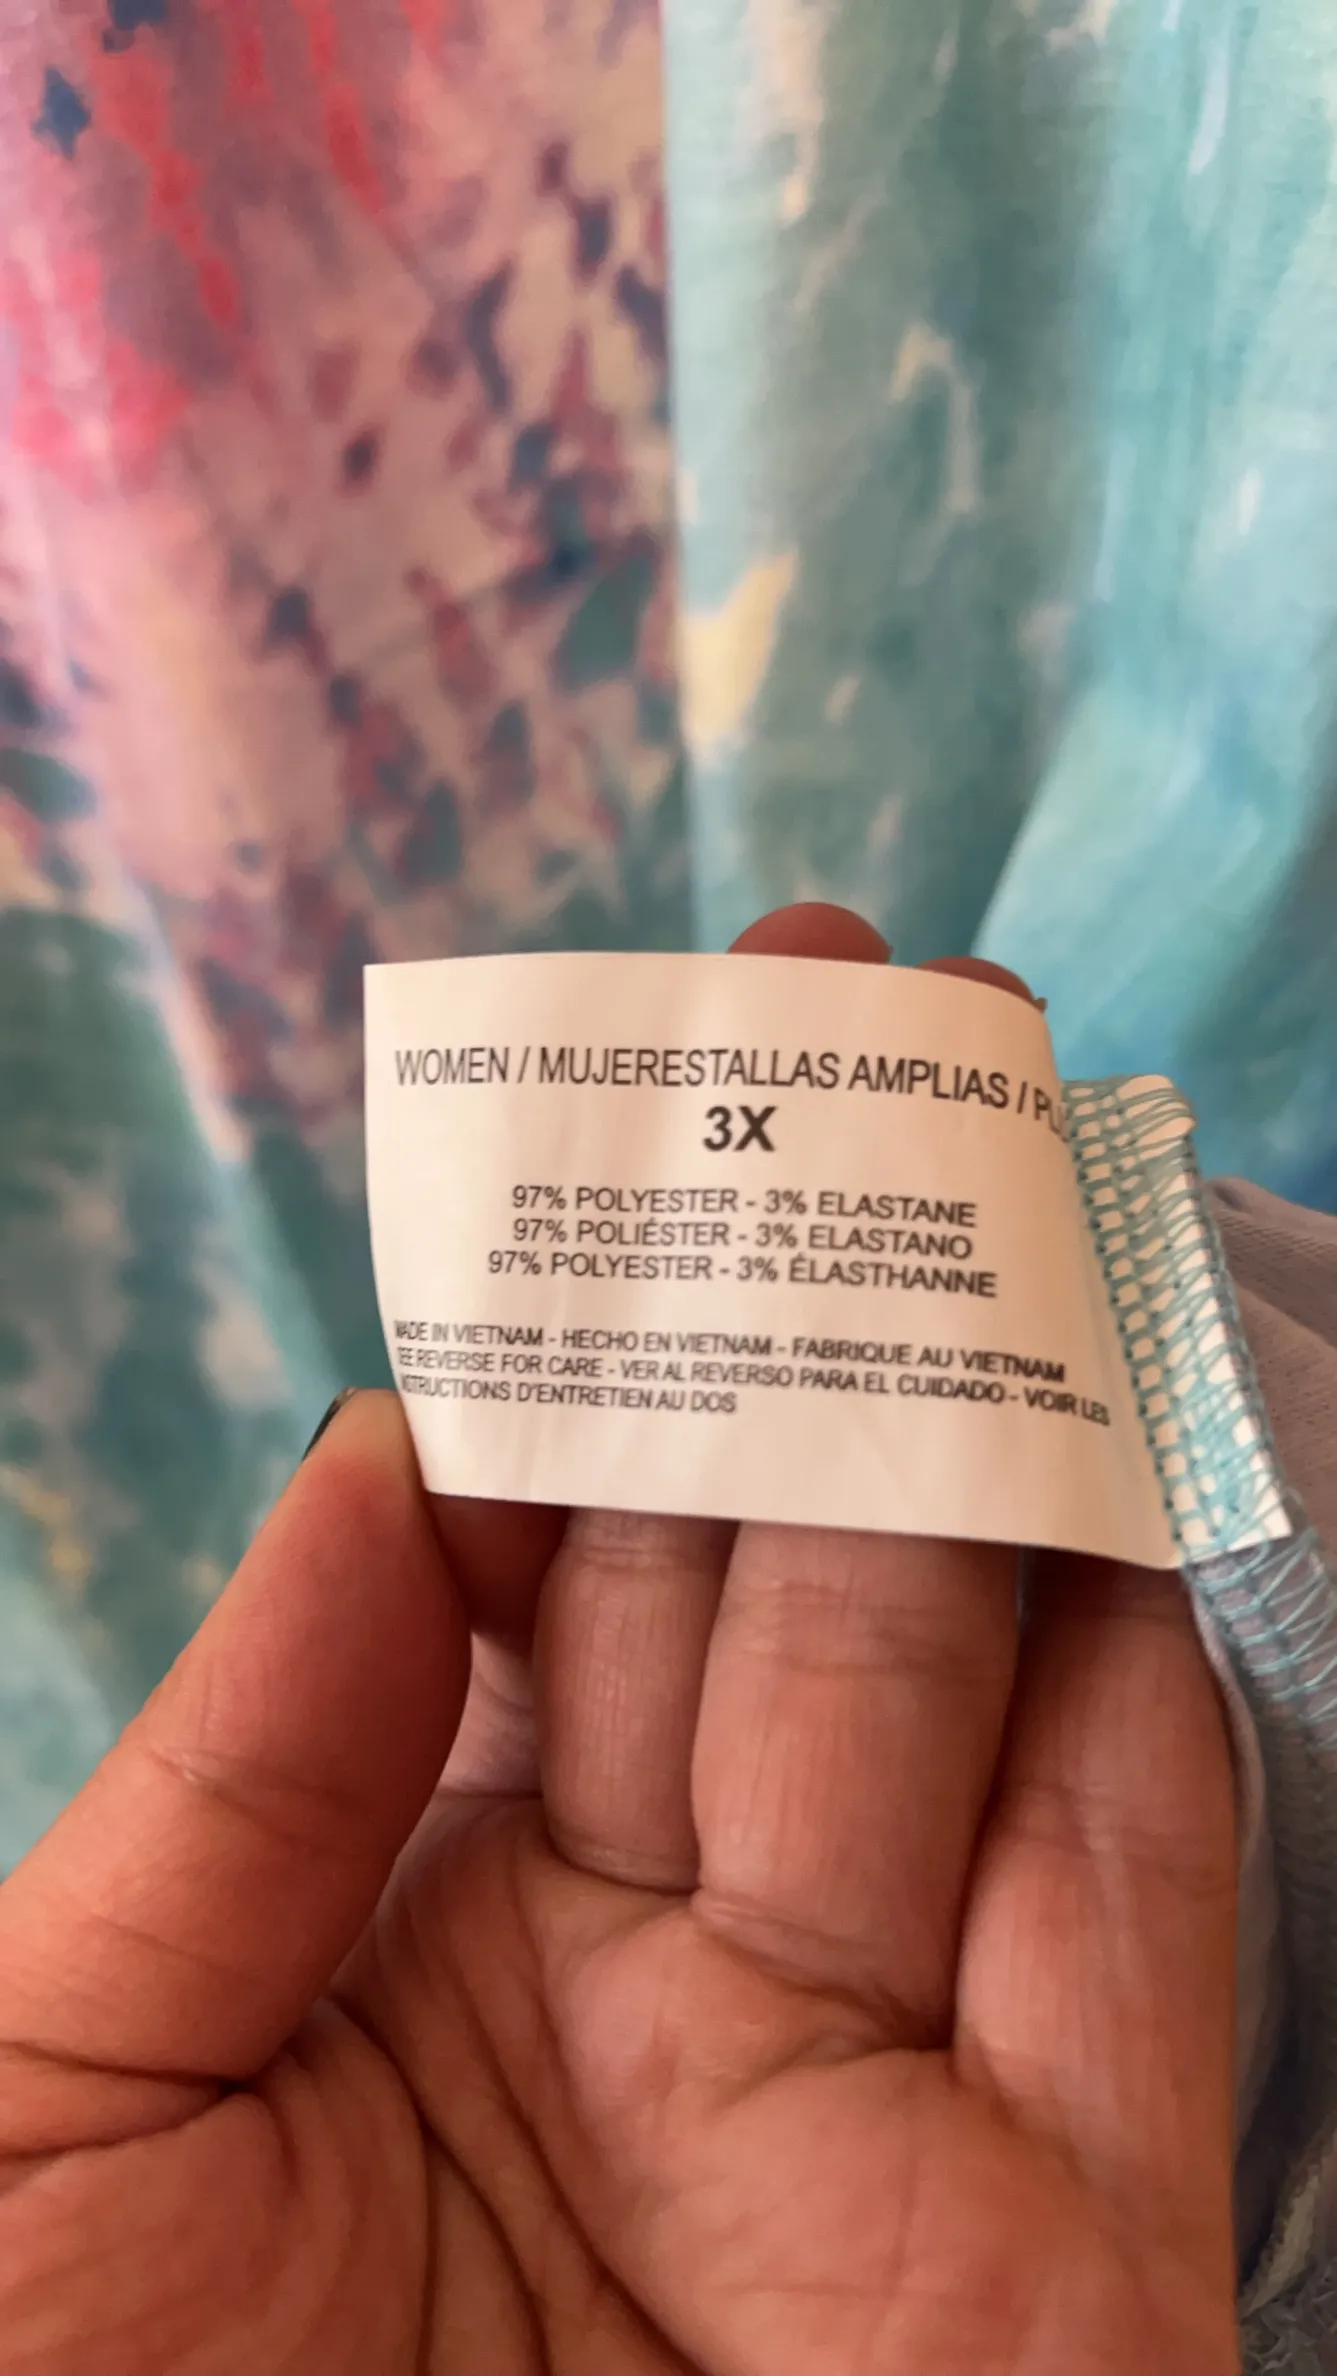 WOMEN / MUJERESTALLAS AMPLIAS /
3X
97% POLYESTER - 3% ELASTANE
97% POLIÉSTER - 3% ELASTANO
97% POLYESTER - 3% ÉLASTHANNE
MADE IN VIETNAM - HECHO EN VIETNAM - FABRIQUE AU VIETNAM
SEE REVERSE FOR CARE - VER AL REVERSO PARA EL CUIDADO - VOIR LES
INSTRUCTIONS D'ENTRETIEN AU DOS